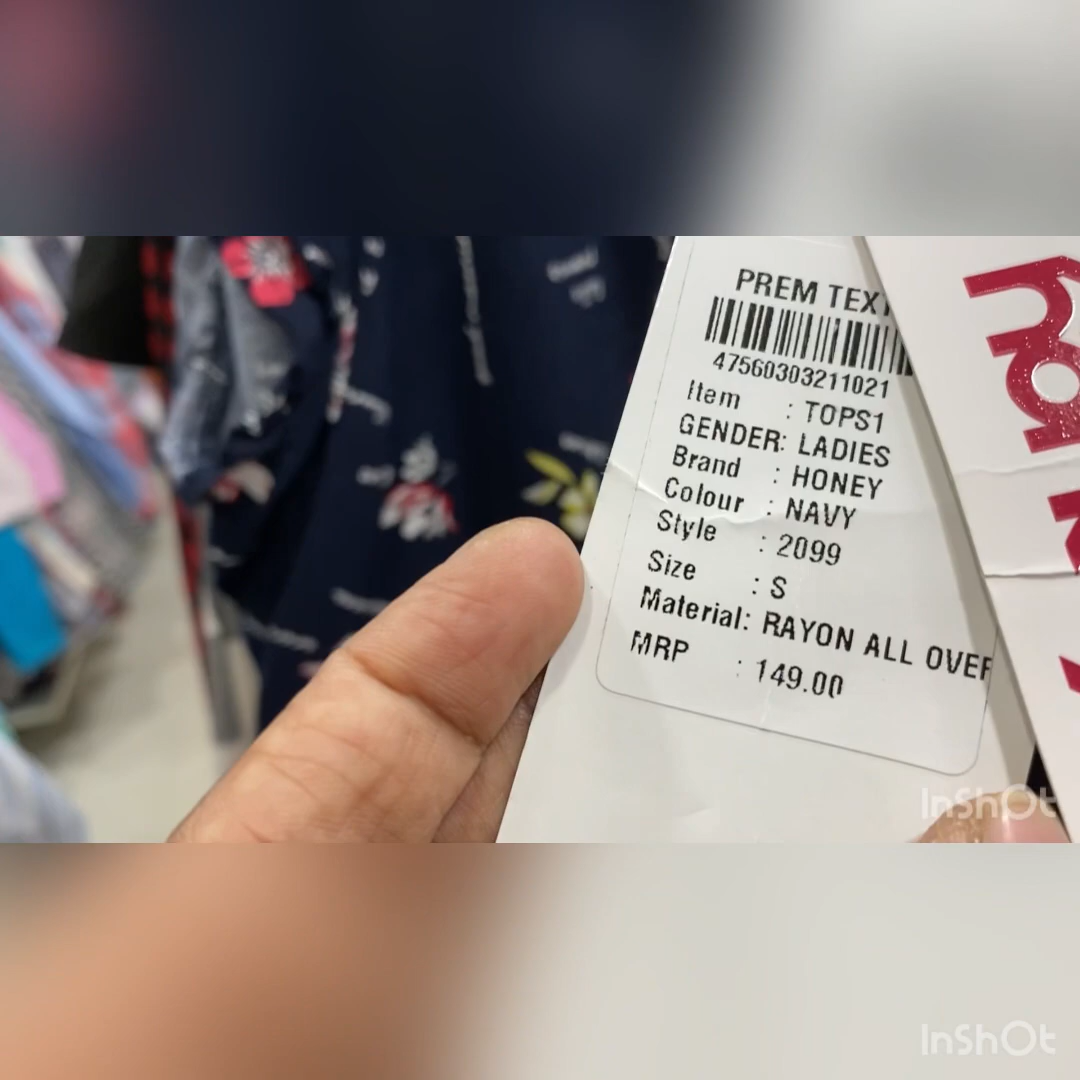 PREM TEXT
47560303211021
Item : TOPS1
GENDER: LADIES
Brand : HONEY
Colour : NAVY
Style : 2099
Size : S
Material: RAYON ALL OVER
MRP : 149.00
InShOt
InShOt